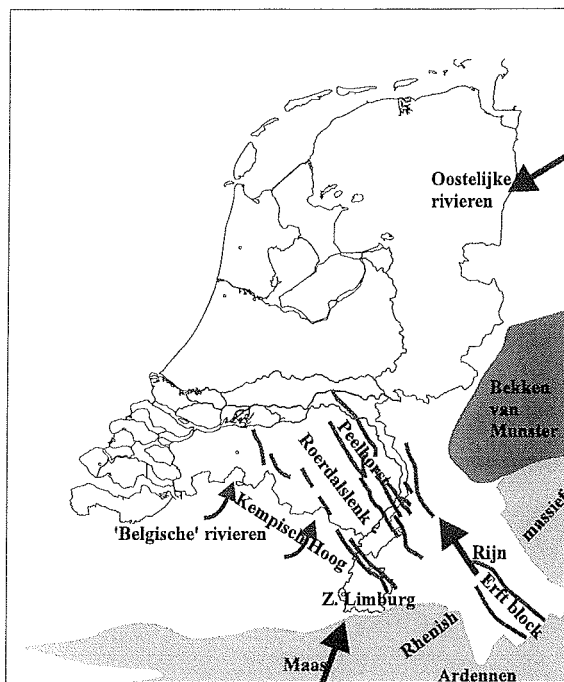 Oostelijke
rivieren
Bekken
van
Munster
Peelhorst
Roerdalslenk
massief
'Belgische' rivieren
Kempisch Hoog
Rijn
Erft block
Z. Limburg
Rhenish
Maas
Ardennen